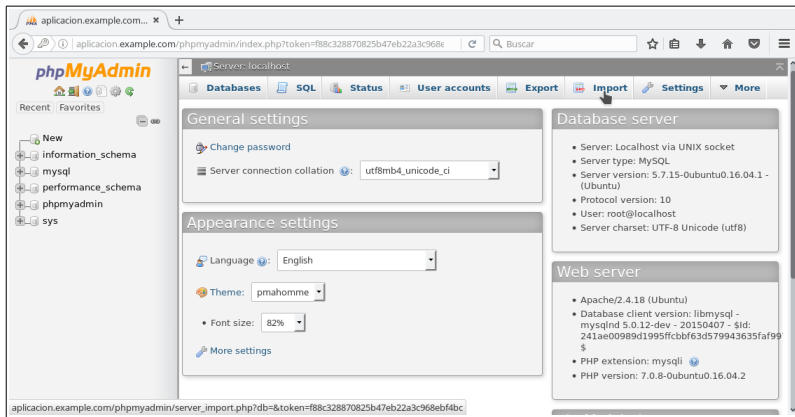 aplicacion.example.com...
aplicacion.example.com/phpmyadmin/index.php?token=f88c328870825b47eb22a3c968e
Buscar
phpMyAdmin
Recent Favorites
New
information_schema
mysql
performance_schema
phpmyadmin
sys
Server: localhost
Databases SQL Status User accounts Export Import Settings More
General settings
Change password
Server connection collation : utf8mb4_unicode_ci
Appearance settings
Language : English
Theme: pmahomme
• Font size: 82%
More settings
Database server
• Server: Localhost via UNIX socket
• Server type: MySQL
• Server version: 5.7.15-0ubuntu0.16.04.1 -
(Ubuntu)
• Protocol version: 10
• User: root@localhost
• Server charset: UTF-8 Unicode (utf8)
Web server
• Apache/2.4.18 (Ubuntu)
• Database client version: libmysql -
mysqlnd 5.0.12-dev - 20150407 - $Id:
241ae00989d1995ffcbbf63d579943635faf99
$
• PHP extension: mysqli
• PHP version: 7.0.8-0ubuntu0.16.04.2
aplicacion.example.com/phpmyadmin/server_import.php?db=&token=f88c328870825b47eb22a3c968ebf4bc